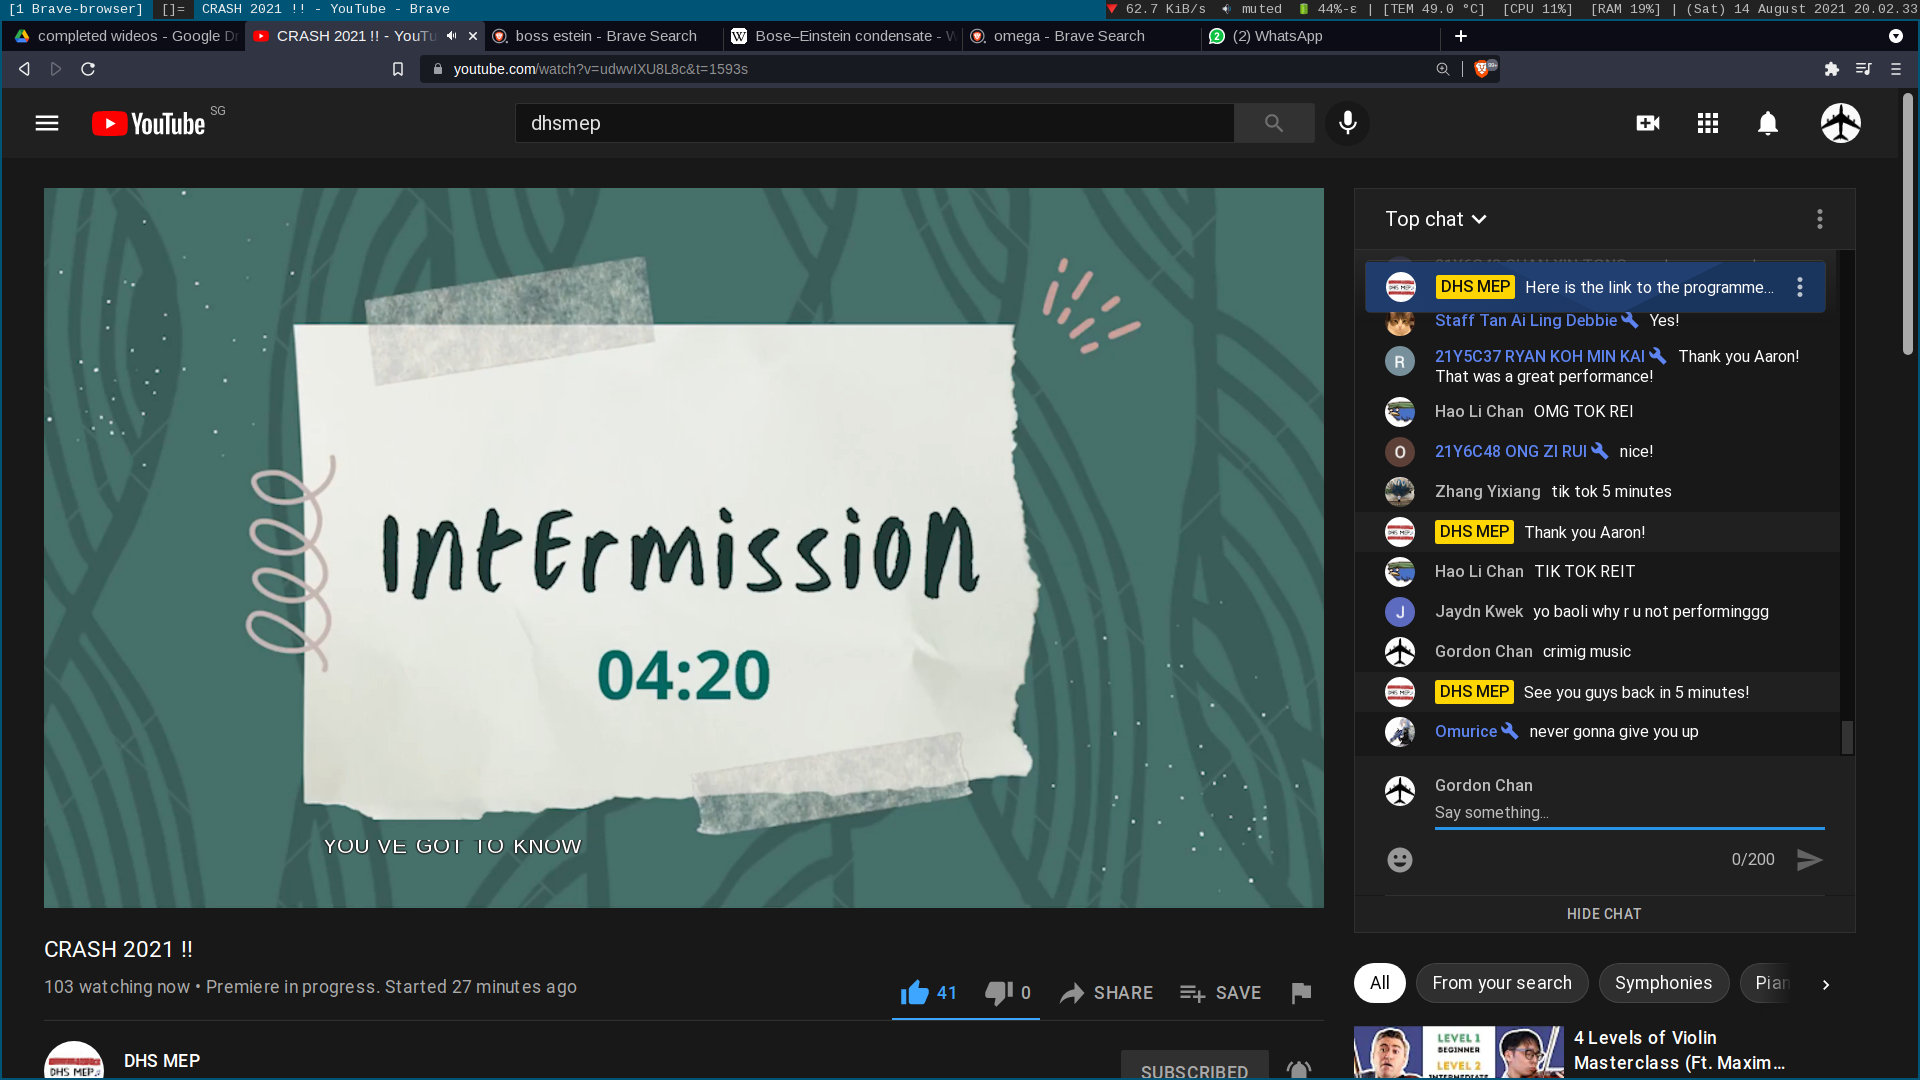 [1 Brave-browser] []= CRASH 2021 !! - YouTube - Brave 62.7 KiB/s muted 44%-ε | [TEM 49.0 °C] [CPU 11%] [RAM 19%] | (Sat) 14 August 2021 20.02.33
completed wideos - Google Dr CRASH 2021 !! - YouTu boss estein - Brave Search Bose–Einstein condensate - W omega - Brave Search (2) WhatsApp
youtube.com/watch?v=udwvIXU8L8c&t=1593s 99+
YouTube SG
dhsmep
Intermission
04:20
YOU'VE GOT TO KNOW
CRASH 2021 !!
103 watching now • Premiere in progress. Started 27 minutes ago
41 0 SHARE SAVE
DHS MEP DHS MEP
SUBSCRIBED
Top chat
DHS MEP Here is the link to the programme...
Staff Tan Ai Ling Debbie Yes!
R 21Y5C37 RYAN KOH MIN KAI Thank you Aaron!
That was a great performance!
Hao Li Chan OMG TOK REI
O 21Y6C48 ONG ZI RUI nice!
Zhang Yixiang tik tok 5 minutes
DHS MEP Thank you Aaron!
Hao Li Chan TIK TOK REIT
J Jaydn Kwek yo baoli why r u not performinggg
Gordon Chan crimig music
DHS MEP See you guys back in 5 minutes!
Omurice never gonna give you up
Gordon Chan
Say something...
0/200
HIDE CHAT
All From your search Symphonies Pian
LEVEL 1
BEGINNER
LEVEL 2
INTERMEDIATE
4 Levels of Violin
Masterclass (Ft. Maxim...